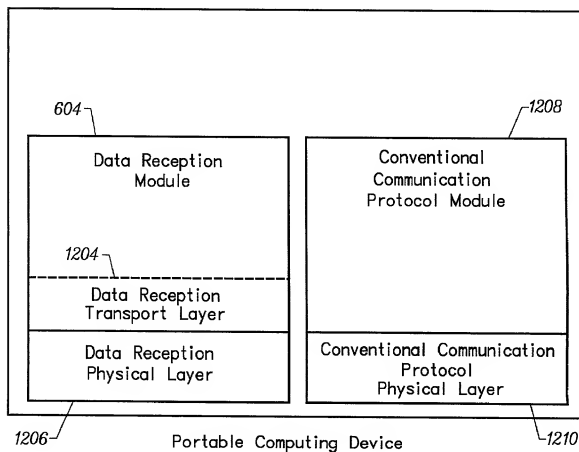 604
1208
Data Reception
Module
Conventional
Communication
Protocol Module
1204
Data Reception
Transport Layer
Data Reception
Physical Layer
Conventional Communication
Protocol
Physical Layer
1206
Portable Computing Device
1210